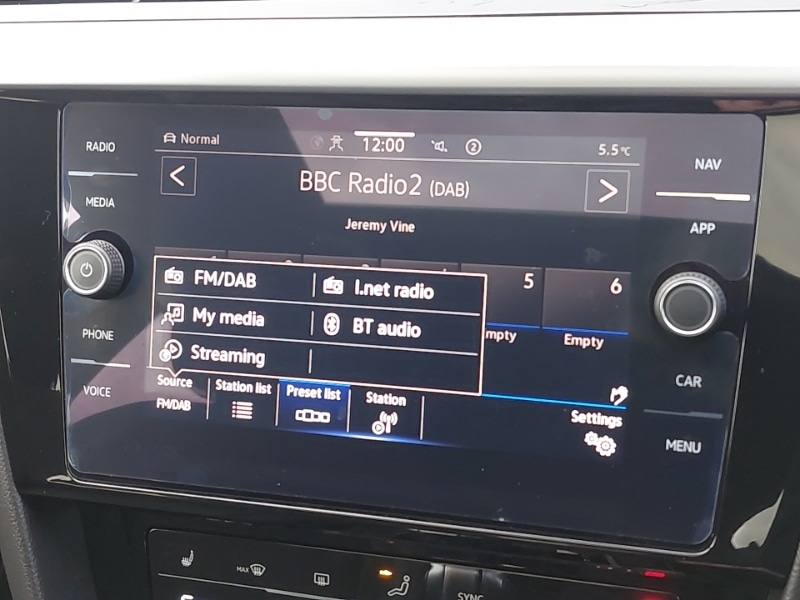 RADIO
Normal
12:00
2
5.5°C
NAV
BBC Radio2 (DAB)
MEDIA
APP
Jeremy Vine
FM/DAB
I.net radio
5
6
My media
BT audio
mpty
Empty
PHONE
Streaming
VOICE
Source
Station list
Preset list
Station
CAR
FM/DAB
Settings
MENU
MAX
SYNC